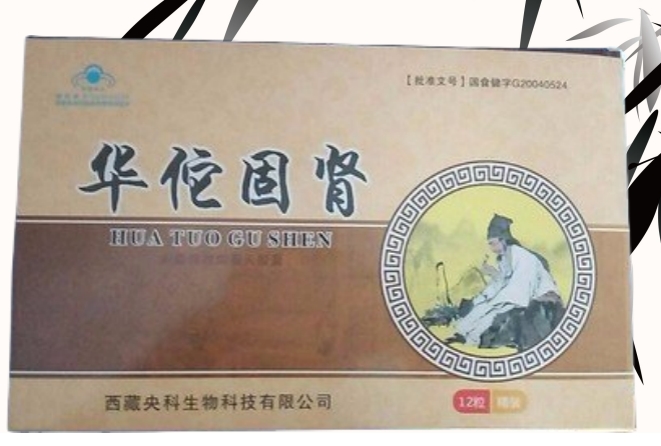 【批准文号】国食健字G20040524
华佗固肾
HUA TUO GU SHEN
西藏央科生物科技有限公司
12粒 精装